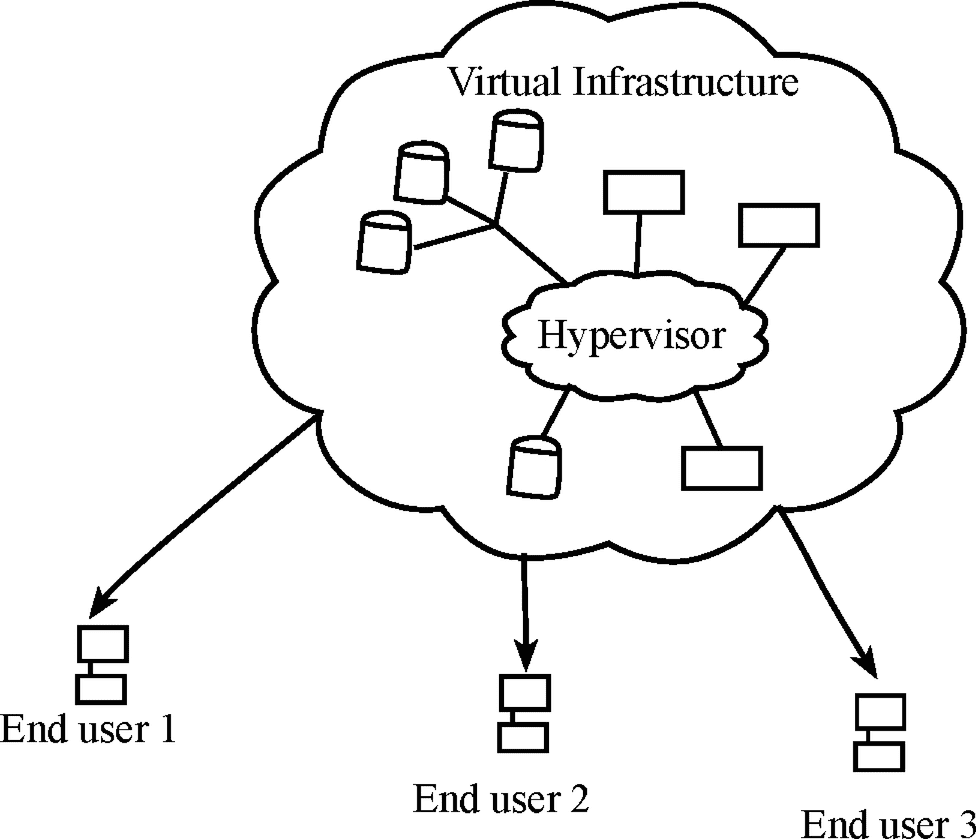 Virtual Infrastructure
Hypervisor
End user 1
End user 2
End user 3